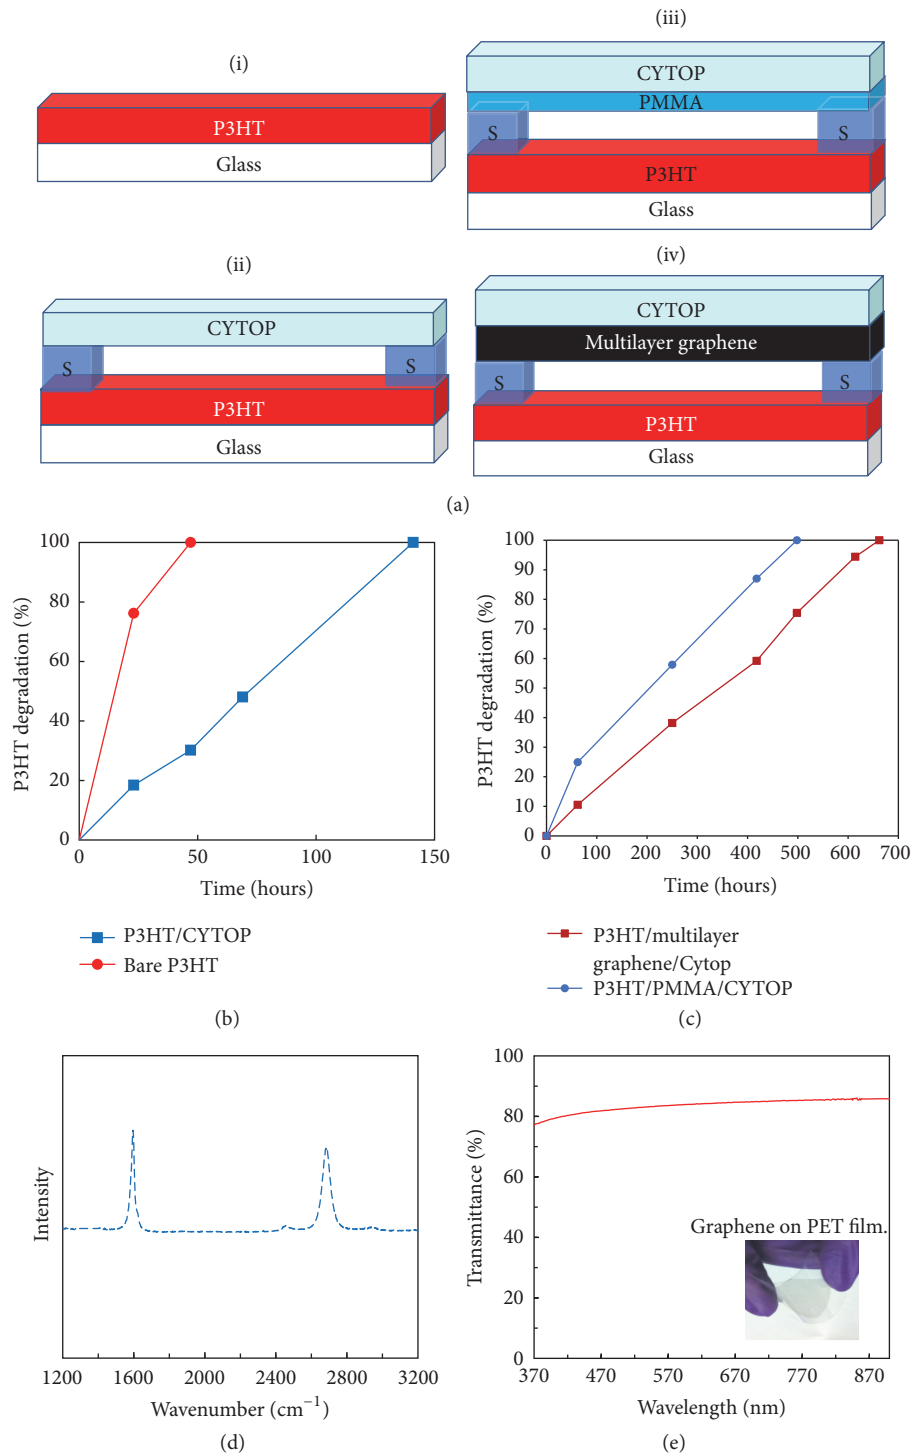 (i)
P3HT
Glass
(iii)
CYTOP
PMMA
S
S
P3HT
Glass
(ii)
CYTOP
S
S
P3HT
Glass
(iv)
CYTOP
Multilayer graphene
S
S
P3HT
Glass
(a)
100
80
60
40
20
0
P3HT degradation (%)
0 50 100 150
Time (hours)
P3HT/CYTOP
Bare P3HT
(b)
100
90
80
70
60
50
40
30
20
10
0
P3HT degradation (%)
0 100 200 300 400 500 600 700
Time (hours)
P3HT/multilayer
graphene/Cytop
P3HT/PMMA/CYTOP
(c)
Intensity
1200 1600 2000 2400 2800 3200
Wavenumber (cm⁻¹)
(d)
100
80
60
40
20
0
Transmittance (%)
Graphene on PET film.
370 470 570 670 770 870
Wavelength (nm)
(e)